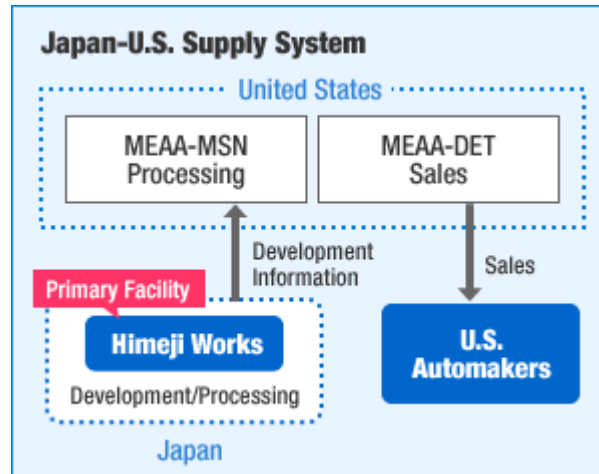 Japan-U.S. Supply System
United States
MEAA-MSN
Processing
MEAA-DET
Sales
Development
Information
Sales
Primary Facility
Himeji Works
Development/Processing
Japan
U.S.
Automakers